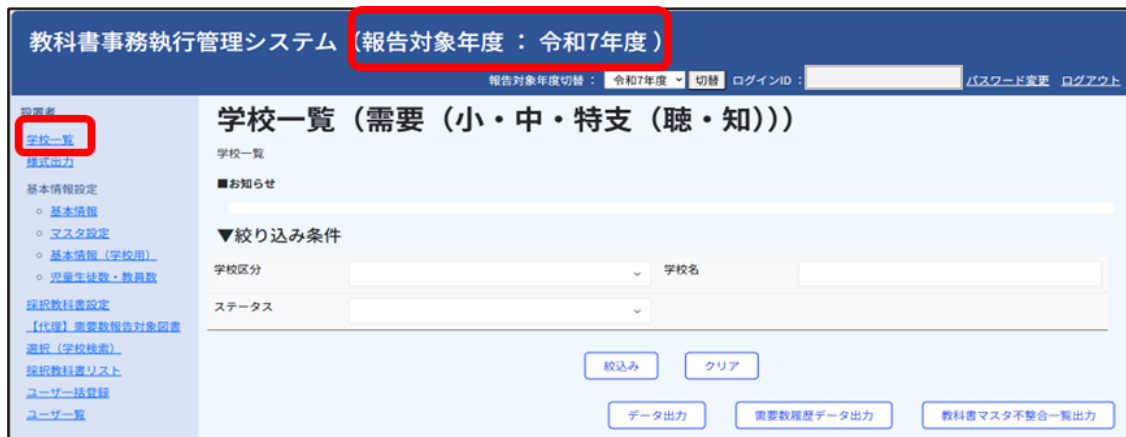 教科書事務執行管理システム（報告対象年度 ： 令和7年度 ）
報告対象年度切替 ： 令和7年度 切替 ログインID ： パスワード変更 ログアウト
設置者
学校一覧
様式出力
基本情報設定
基本情報
マスタ設定
基本情報（学校用）
児童生徒数・教員数
採択教科書設定
【代理】需要数報告対象図書
選択（学校検索）
採択教科書リスト
ユーザー括登録
ユーザー覧
学校一覧（需要（小・中・特支（聴・知）））
学校一覧
■お知らせ
▼絞り込み条件
学校区分 学校名
ステータス
絞込み クリア
データ出力 需要数履歴データ出力 教科書マスタ不整合一覧出力